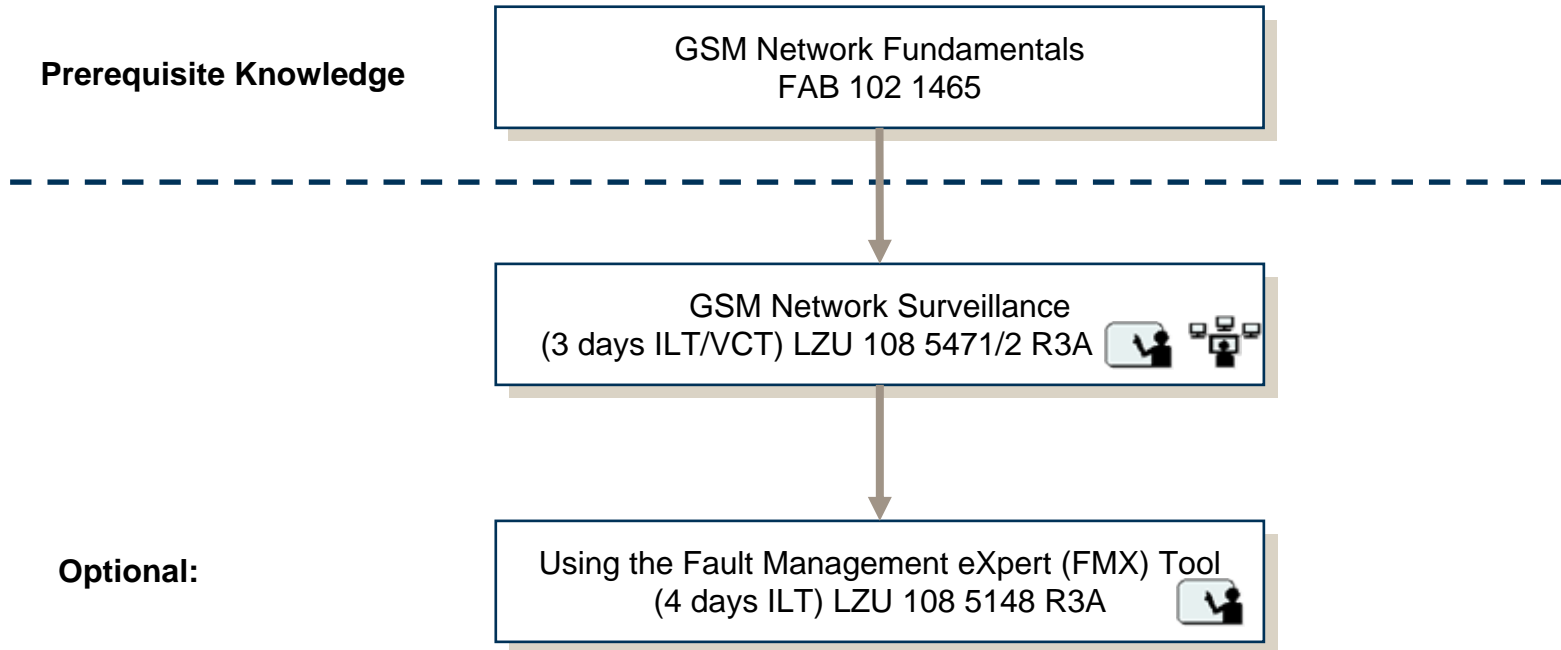 Prerequisite Knowledge
GSM Network Fundamentals
FAB 102 1465
GSM Network Surveillance
(3 days ILT/VCT) LZU 108 5471/2 R3A
Optional:
Using the Fault Management eXpert (FMX) Tool
(4 days ILT) LZU 108 5148 R3A